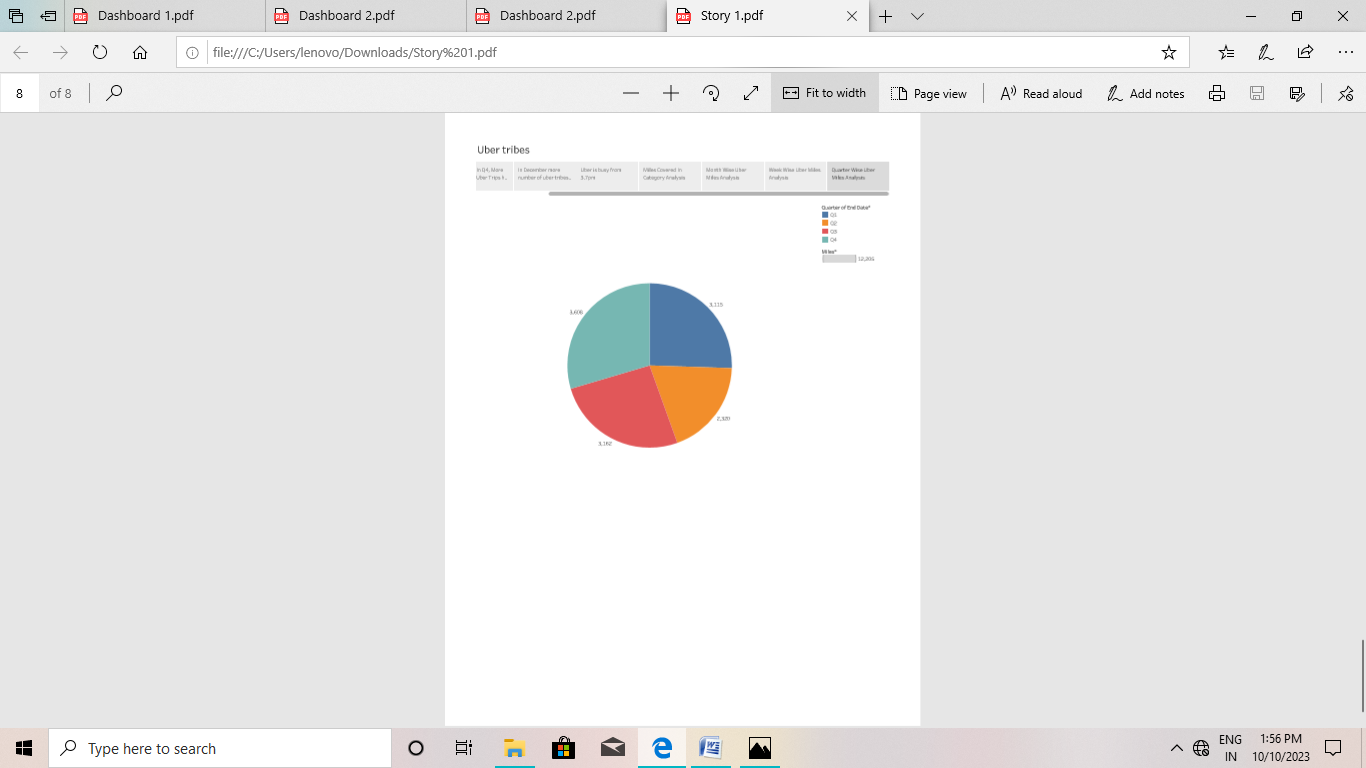 Dashboard 1.pdf
Dashboard 2.pdf
Dashboard 2.pdf
Story 1.pdf
file:///C:/Users/lenovo/Downloads/Story%201.pdf
8 of 8
Fit to width
Page view
Read aloud
Add notes
Uber tribes
In Q4, More
Uber Trips
In December more
number of uber tribes...
Uber is busy from
3.7pm
Miles Covered In
Category Analysis
Month Wise Uber
Miles Analysis
Week Wise Uber Miles
Analysis
Quarter Wise Uber
Miles Analysis
Quarter of End Date*
Q1
Q2
Q3
Q4
Miles*
12,205
3,115
3,608
2,320
3,162
Type here to search
ENG
IN
1:56 PM
10/10/2023